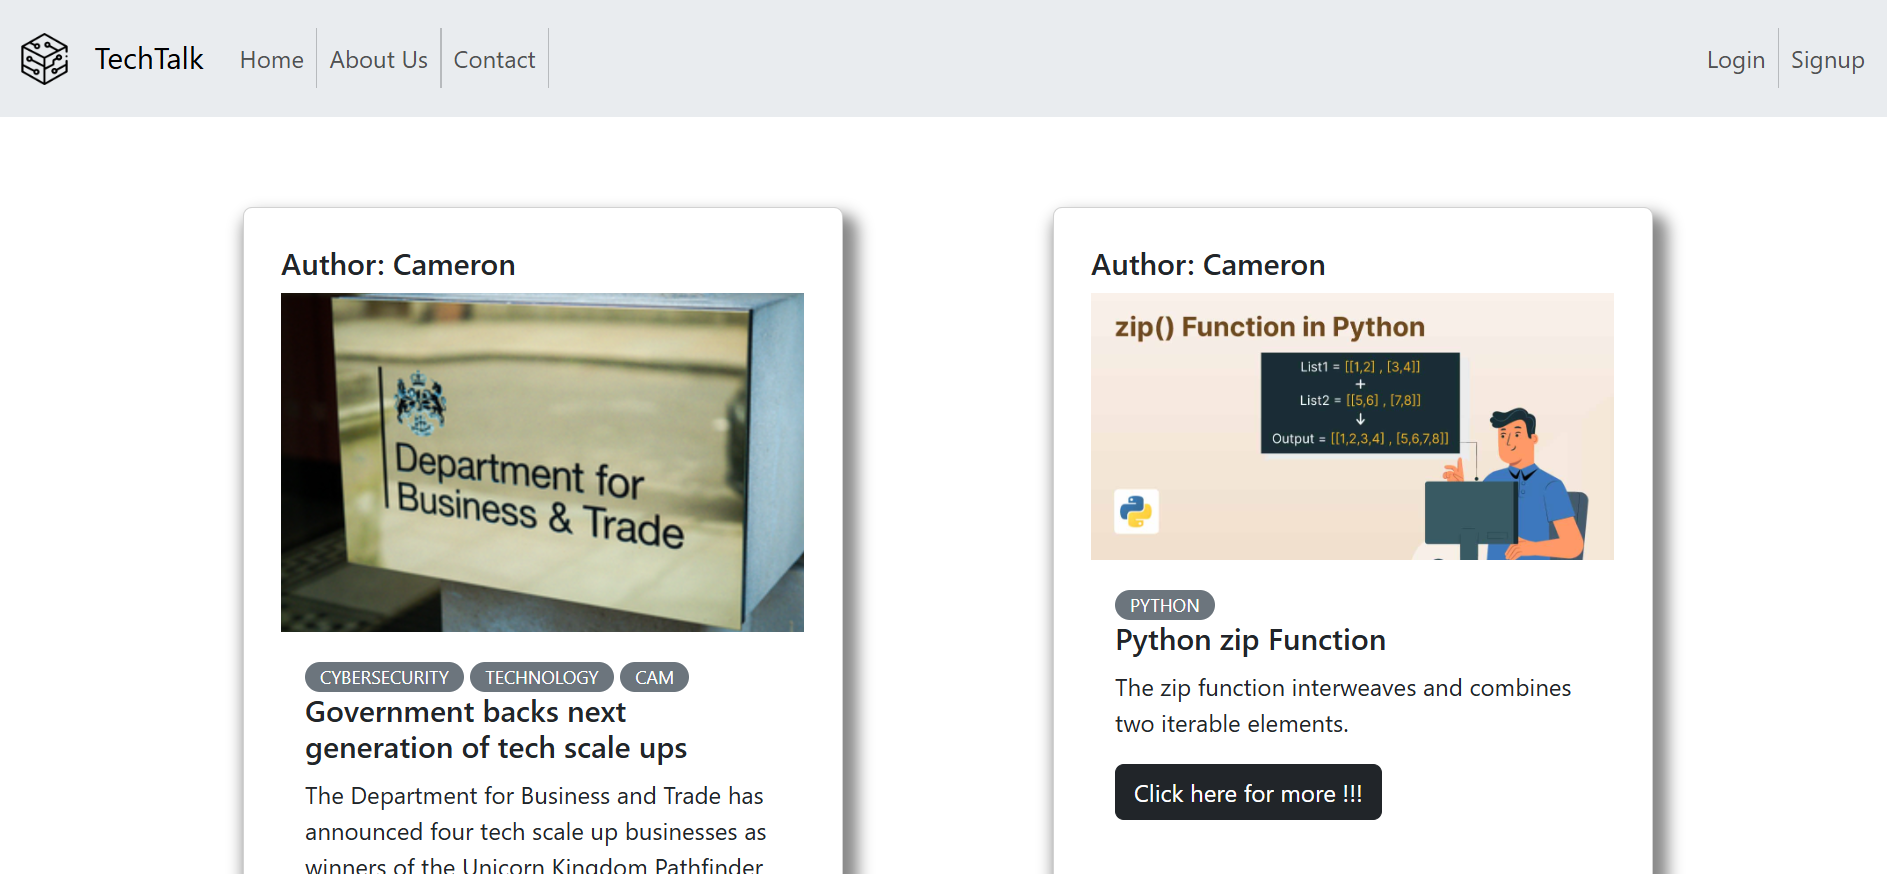 TechTalk
Home
About Us
Contact
Login
Signup
Author: Cameron
Department for
Business & Trade
CYBERSECURITY
TECHNOLOGY
CAM
Government backs next
generation of tech scale ups
The Department for Business and Trade has
announced four tech scale up businesses as
winners of the Unicorn Kingdom Pathfinder
Author: Cameron
zip() Function in Python
List1 = [[1,2] , [3,4]]
+
List2 = [[5,6] , [7,8]]
↓
Output = [[1,2,3,4] , [5,6,7,8]]
PYTHON
Python zip Function
The zip function interweaves and combines
two iterable elements.
Click here for more !!!